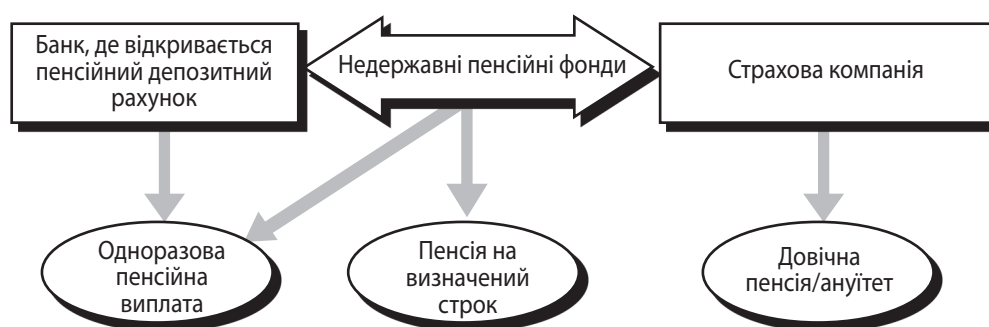 Банк, де відкривається
пенсійний депозитний
рахунок
Недержавні пенсійні фонди
Страхова компанія
Одноразова
пенсійна
виплата
Пенсія на
визначений
строк
Довічна
пенсія/ануїтет